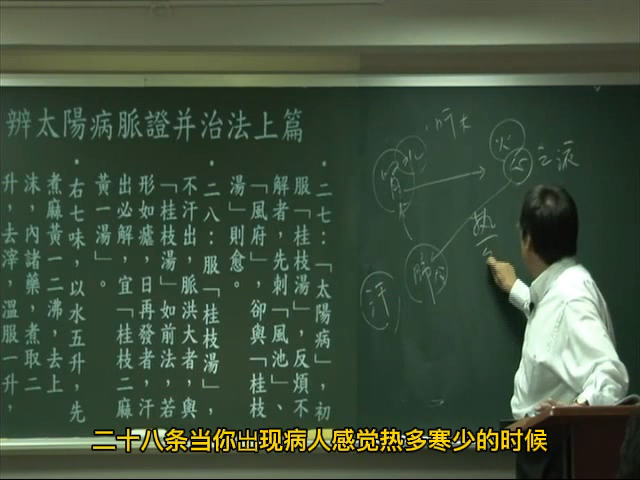 辨太陽病脈證并治法上篇
・二七：「太陽病」，初
服「桂枝湯」，反煩不
解者，先刺「風池」、
「風府」，卻與「桂枝
湯」則愈。
・二八：服「桂枝湯」，
不汗出，脈洪大者，與
「桂枝湯」如前法，若
形如瘧，日再發者，汗
出必解，宜「桂枝二麻
黃一湯」。
・右七味，以水五升，先
煮麻黃一二沸，去上
沫，內諸藥，煮取二
升，去滓，溫服一升，
水
腎
火
肺
汗
热
二十八条当你出现病人感觉热多寒少的时候